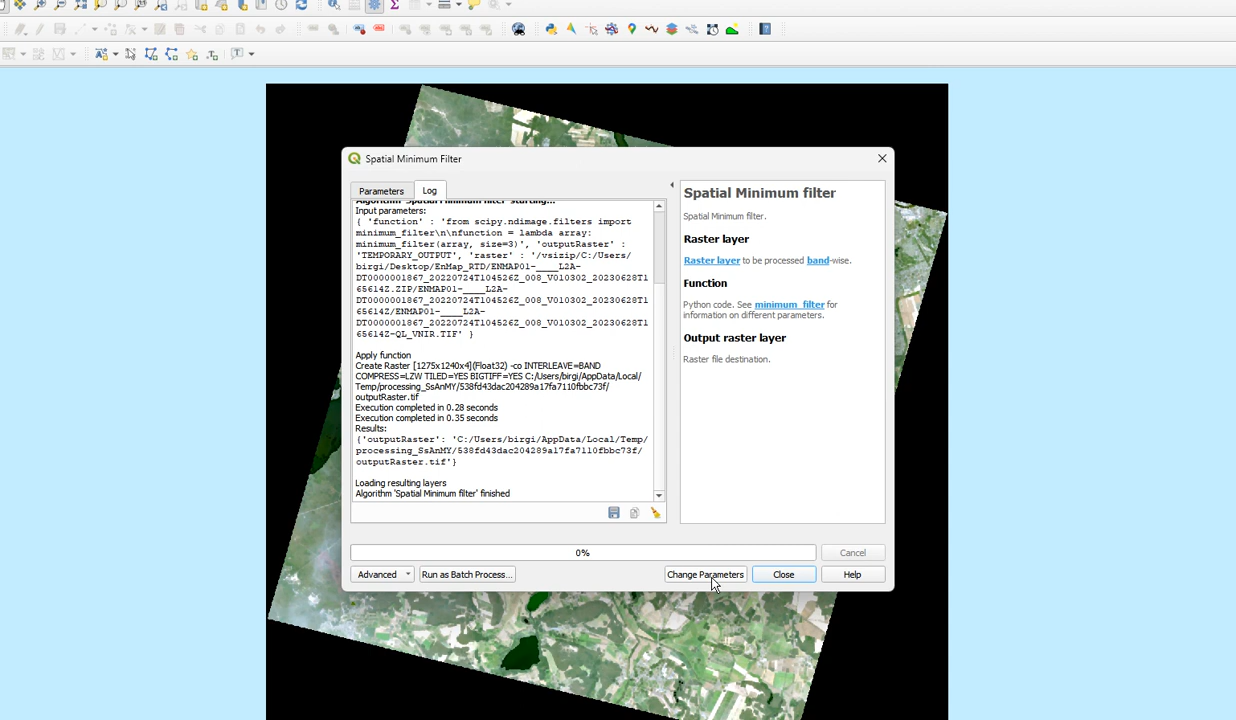 Spatial Minimum Filter
Parameters
Log
Algorithm 'Spatial Minimum filter' starting...
Input parameters:
{ 'function' : 'from scipy.ndimage.filters import
minimum_filter\n\nfunction = lambda array:
minimum_filter(array, size=3)', 'outputRaster' :
'TEMPORARY_OUTPUT', 'raster' : '/vsizip/C:/Users/
birgi/Desktop/EnMap_RTD/ENMAP01-____L2A-
DT0000001867_20220724T104526Z_008_V010302_20230628T1
65614Z.ZIP/ENMAP01-____L2A-
DT0000001867_20220724T104526Z_008_V010302_20230628T1
65614Z/ENMAP01-____L2A-
DT0000001867_20220724T104526Z_008_V010302_20230628T1
65614Z-QL_VNIR.TIF' }
Apply function
Create Raster [1275x1240x4](Float32) -co INTERLEAVE=BAND
COMPRESS=LZW TILED=YES BIGTIFF=YES C:/Users/birgi/AppData/Local/
Temp/processing_SsAnMY/538fd43dac204289a17fa7110fbbc73f/
outputRaster.tif
Execution completed in 0.28 seconds
Execution completed in 0.35 seconds
Results:
{'outputRaster': 'C:/Users/birgi/AppData/Local/Temp/
processing_SsAnMY/538fd43dac204289a17fa7110fbbc73f/
outputRaster.tif'}
Loading resulting layers
Algorithm 'Spatial Minimum filter' finished
Spatial Minimum filter
Spatial Minimum filter.
Raster layer
Raster layer to be processed band-wise.
Function
Python code. See minimum_filter for
information on different parameters.
Output raster layer
Raster file destination.
0%
Cancel
Advanced
Run as Batch Process...
Change Parameters
Close
Help